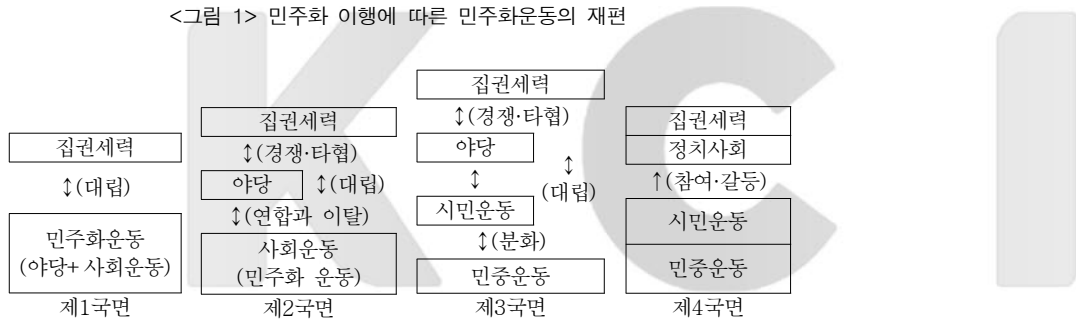 <그림 1> 민주화 이행에 따른 민주화운동의 재편
집권세력
↕(대립)
민주화운동
(야당+ 사회운동)
제1국면
집권세력
↕(경쟁·타협)
야당 ↕(대립)
↕(연합과 이탈)
사회운동
(민주화 운동)
제2국면
집권세력
↕(경쟁·타협)
야당
↕
↕
(대립)
시민운동
↕(분화)
민중운동
제3국면
집권세력
정치사회
↑(참여·갈등)
시민운동
민중운동
제4국면
KCI